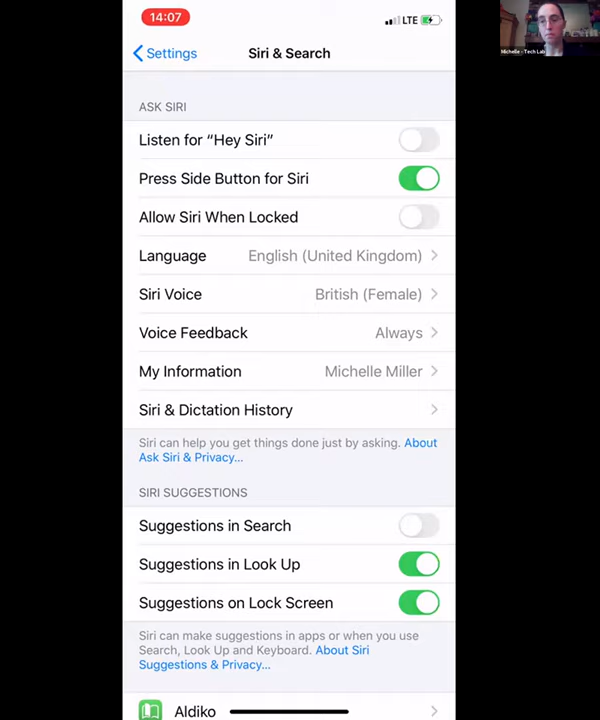 14:07
LTE
Settings
Siri & Search
Michelle - Tech Lab
ASK SIRI
Listen for “Hey Siri”
Press Side Button for Siri
Allow Siri When Locked
Language English (United Kingdom)
Siri Voice British (Female)
Voice Feedback Always
My Information Michelle Miller
Siri & Dictation History
Siri can help you get things done just by asking. About
Ask Siri & Privacy...
SIRI SUGGESTIONS
Suggestions in Search
Suggestions in Look Up
Suggestions on Lock Screen
Siri can make suggestions in apps or when you use
Search, Look Up and Keyboard. About Siri
Suggestions & Privacy...
Aldiko